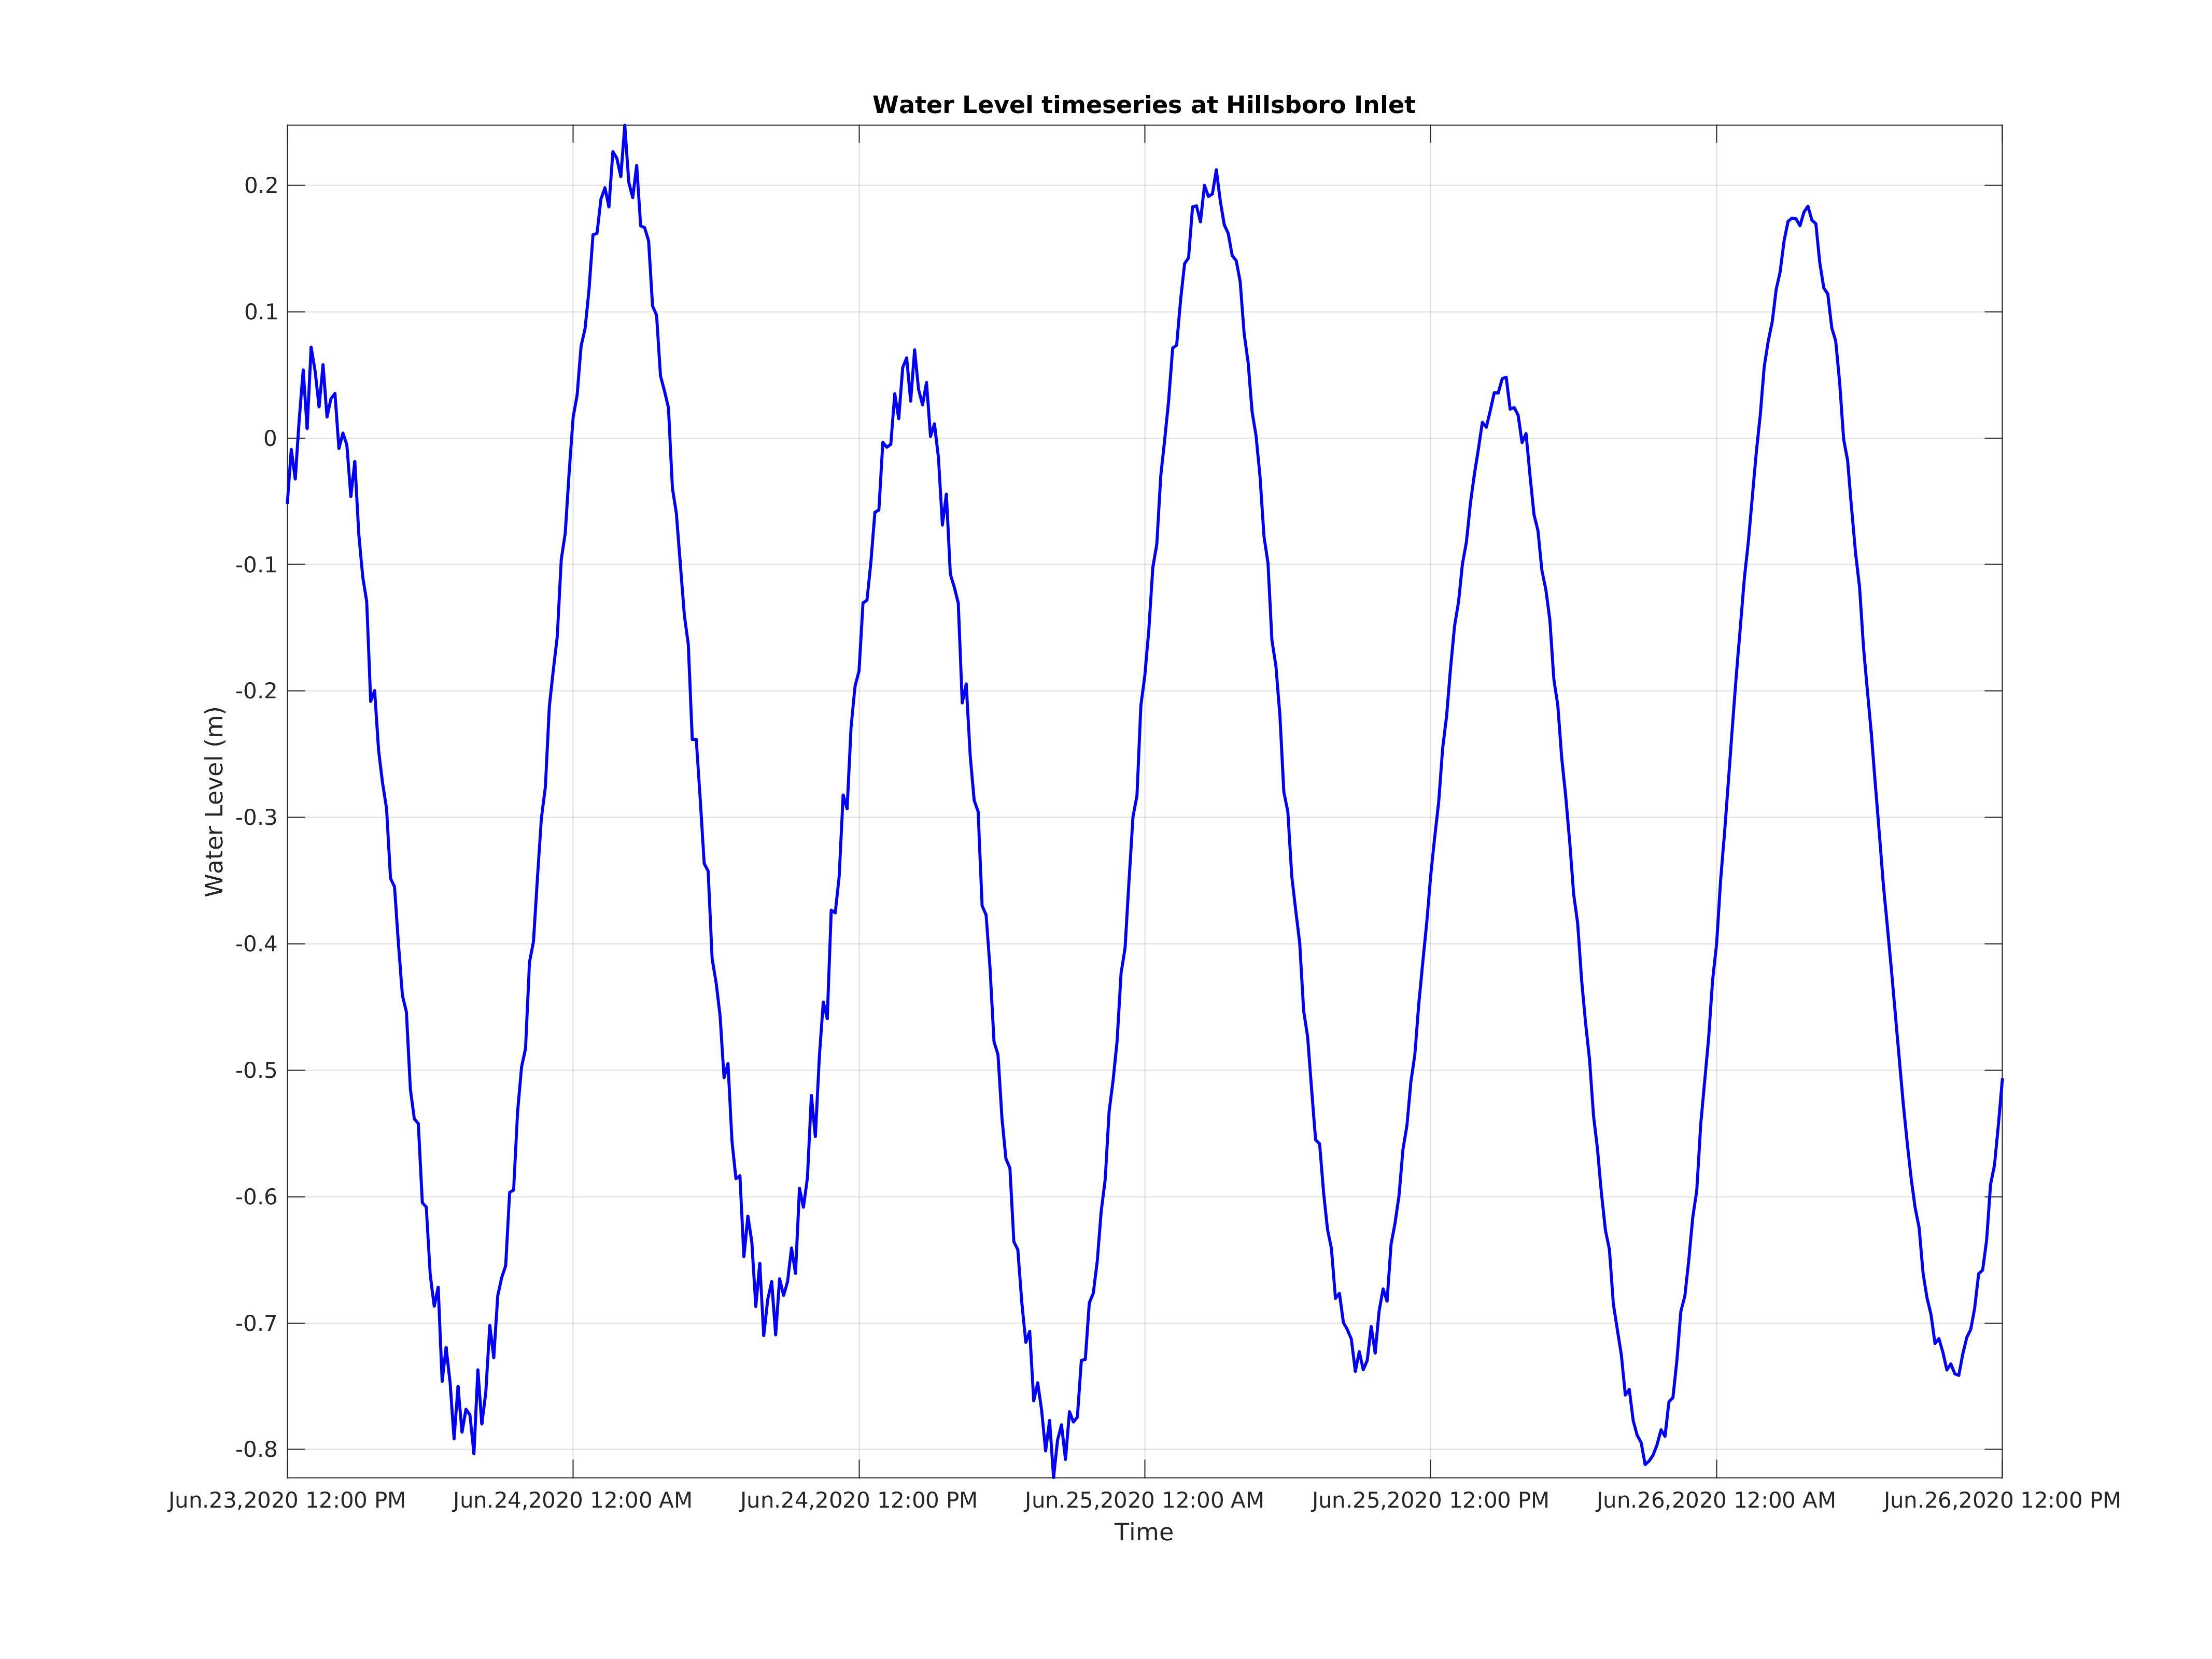 Water Level timeseries at Hillsboro Inlet
0.2
0.1
0
-0.1
-0.2
-0.3
-0.4
-0.5
-0.6
-0.7
-0.8
Water Level (m)
Jun.23,2020 12:00 PM
Jun.24,2020 12:00 AM
Jun.24,2020 12:00 PM
Jun.25,2020 12:00 AM
Jun.25,2020 12:00 PM
Jun.26,2020 12:00 AM
Jun.26,2020 12:00 PM
Time